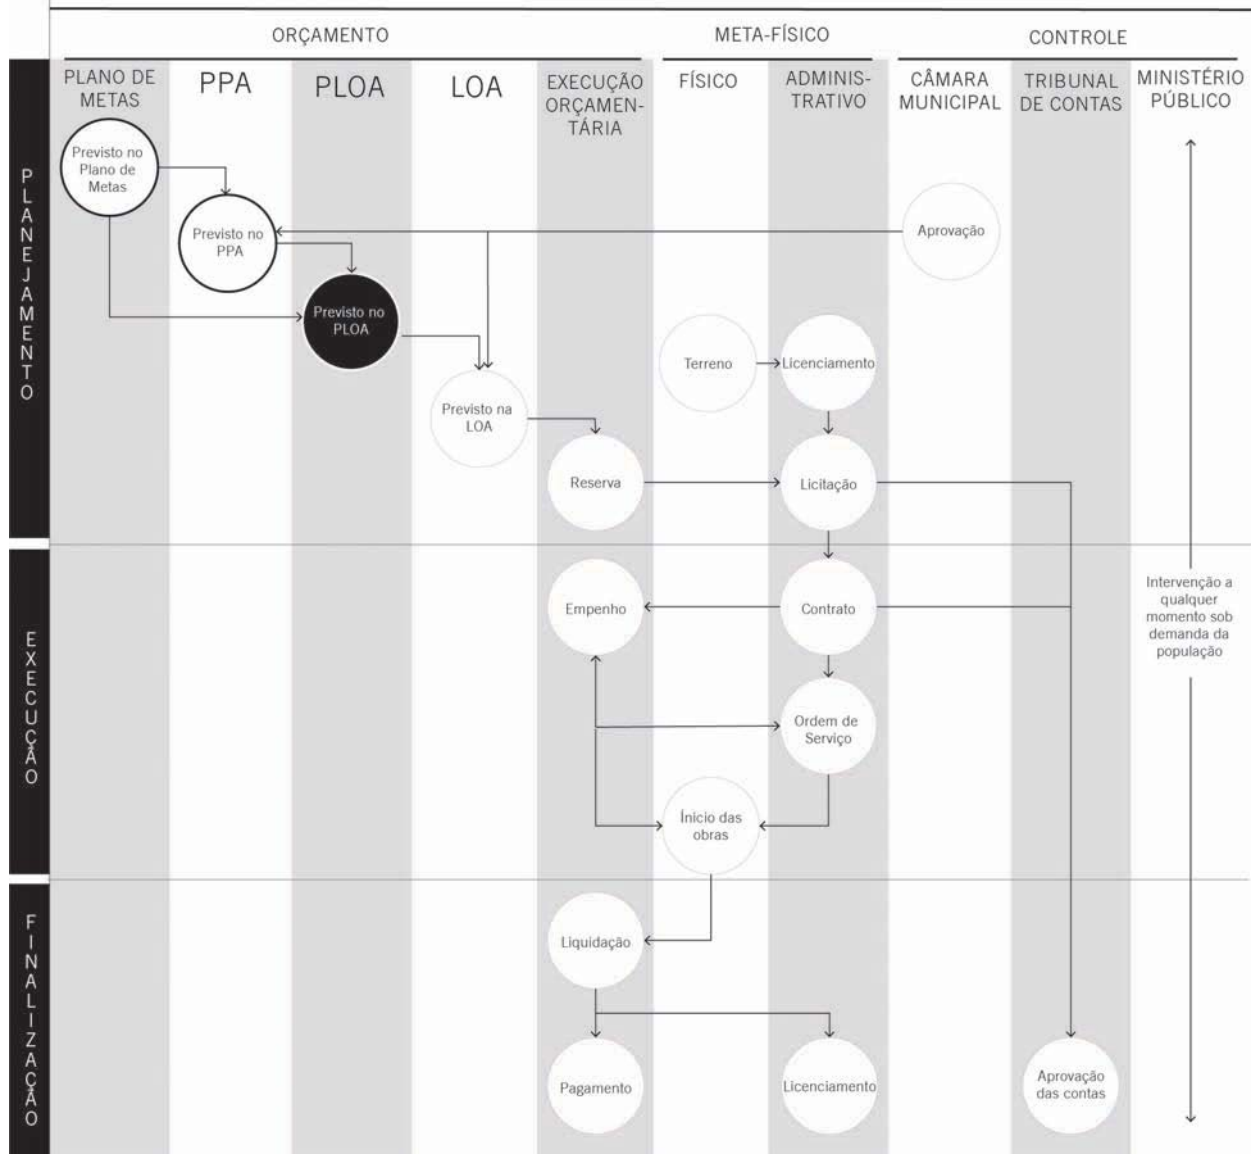 ORÇAMENTO
META-FÍSICO
CONTROLE
PLANO DE
METAS
PPA
PLOA
LOA
EXECUÇÃO
ORÇAMEN-
TÁRIA
FÍSICO
ADMINIS-
TRATIVO
CÂMARA
MUNICIPAL
TRIBUNAL
DE CONTAS
MINISTÉRIO
PÚBLICO
PLANEJAMENTO
Previsto no
Plano de
Metas
Previsto no
PPA
Aprovação
Previsto no
PLOA
Terreno
Licenciamento
Previsto na
LOA
Reserva
Licitação
EXECUÇÃO
Empenho
Contrato
Intervenção a
qualquer
momento sob
demanda da
população
Ordem de
Serviço
Ínicio das
obras
FINALIZAÇÃO
Liquidação
Pagamento
Licenciamento
Aprovação
das contas